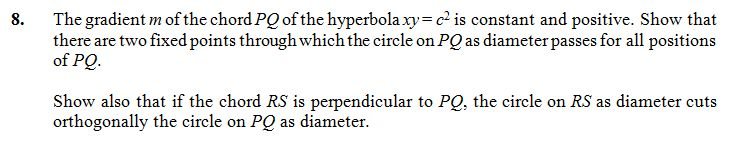 8. The gradient m of the chord PQ of the hyperbola xy = c² is constant and positive. Show that
there are two fixed points through which the circle on PQ as diameter passes for all positions
of PQ.
Show also that if the chord RS is perpendicular to PQ, the circle on RS as diameter cuts
orthogonally the circle on PQ as diameter.